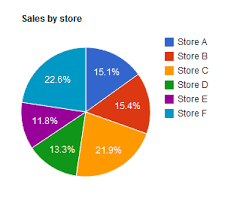 Sales by store
Store A
Store B
Store C
Store D
Store E
Store F
15.1%
15.4%
21.9%
13.3%
11.8%
22.6%